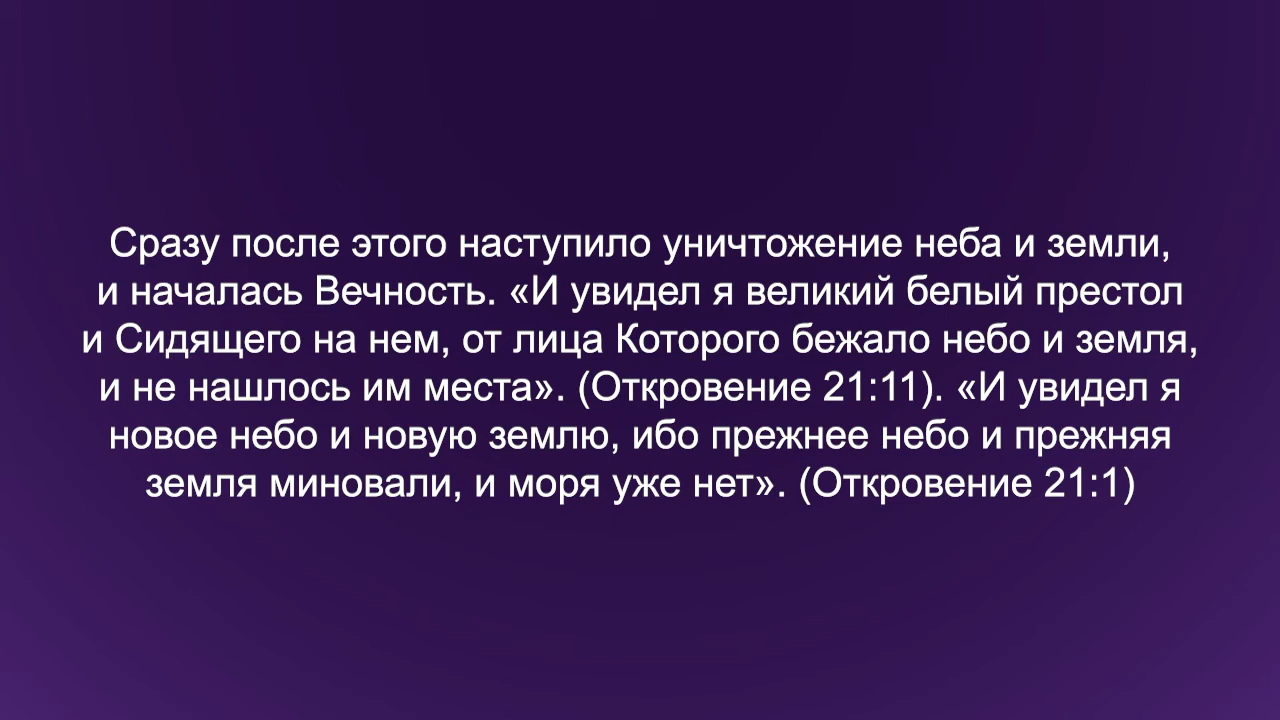 Сразу после этого наступило уничтожение неба и земли,
и началась Вечность. «И увидел я великий белый престол
и Сидящего на нем, от лица Которого бежало небо и земля,
и не нашлось им места». (Откровение 21:11). «И увидел я
новое небо и новую землю, ибо прежнее небо и прежняя
земля миновали, и моря уже нет». (Откровение 21:1)